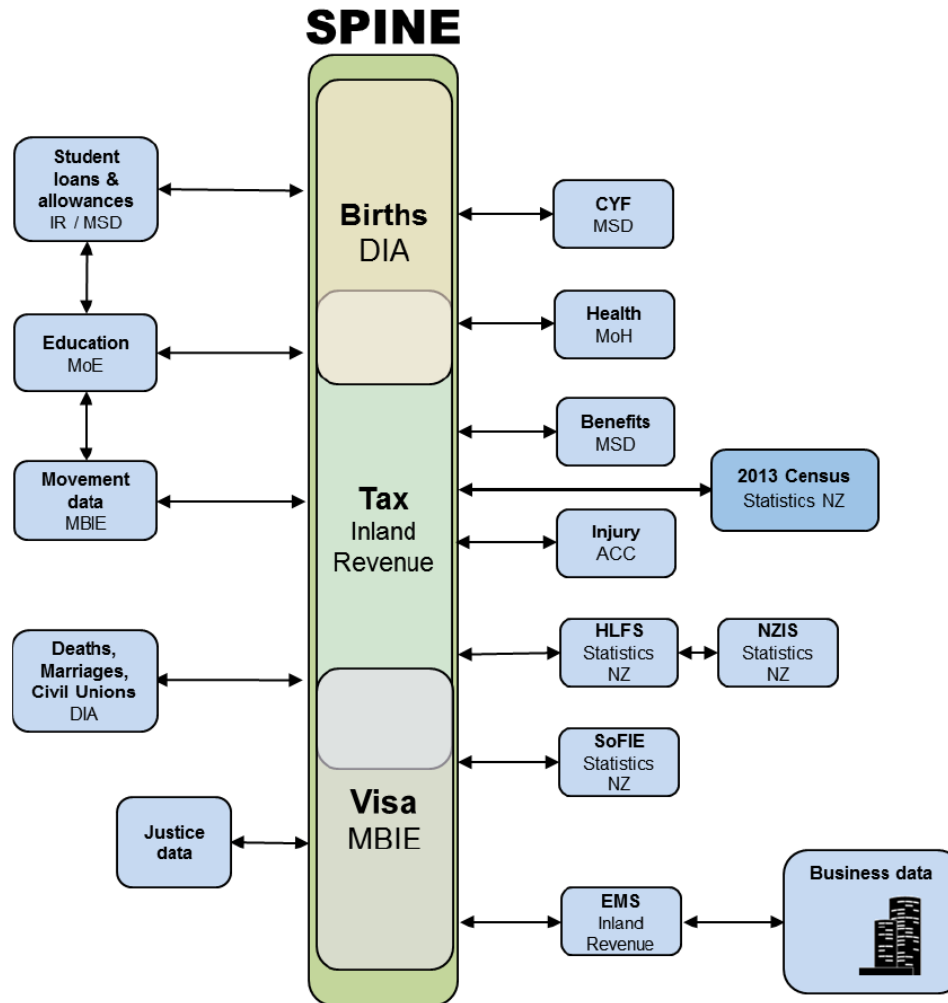 SPINE
Student
loans &
allowances
IR / MSD
Education
MoE
Movement
data
MBIE
Deaths,
Marriages,
Civil Unions
DIA
Justice
data
Births
DIA
Tax
Inland
Revenue
Visa
MBIE
CYF
MSD
Health
MoH
Benefits
MSD
2013 Census
Statistics NZ
Injury
ACC
HLFS
Statistics
NZ
NZIS
Statistics
NZ
SoFIE
Statistics
NZ
EMS
Inland
Revenue
Business data